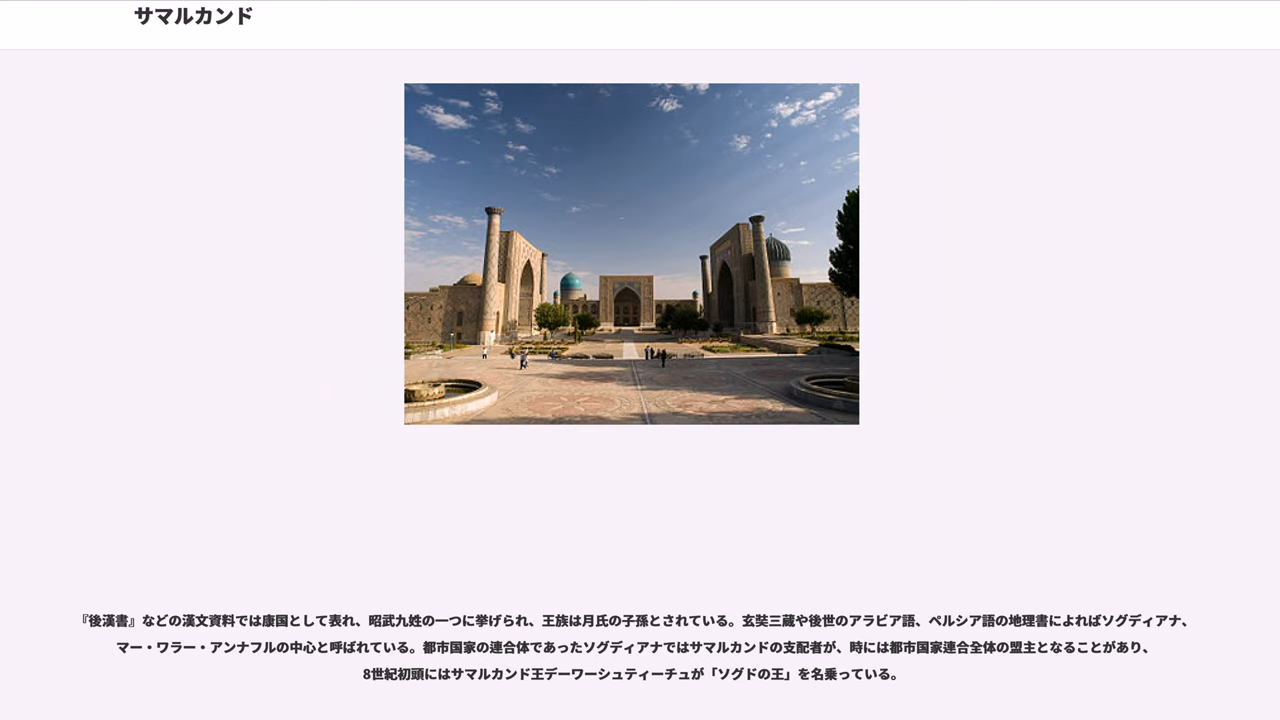 サマルカンド
『後漢書』などの漢文資料では康国として表れ、昭武九姓の一つに挙げられ、王族は月氏の子孫とされている。玄奘三蔵や後世のアラビア語、ペルシア語の地理書によればソグディアナ、
マー・ワラー・アンナフルの中心と呼ばれている。都市国家の連合体であったソグディアナではサマルカンドの支配者が、時には都市国家連合全体の盟主となることがあり、
8世紀初頭にはサマルカンド王デーワーシュティーチュが「ソグドの王」を名乗っている。